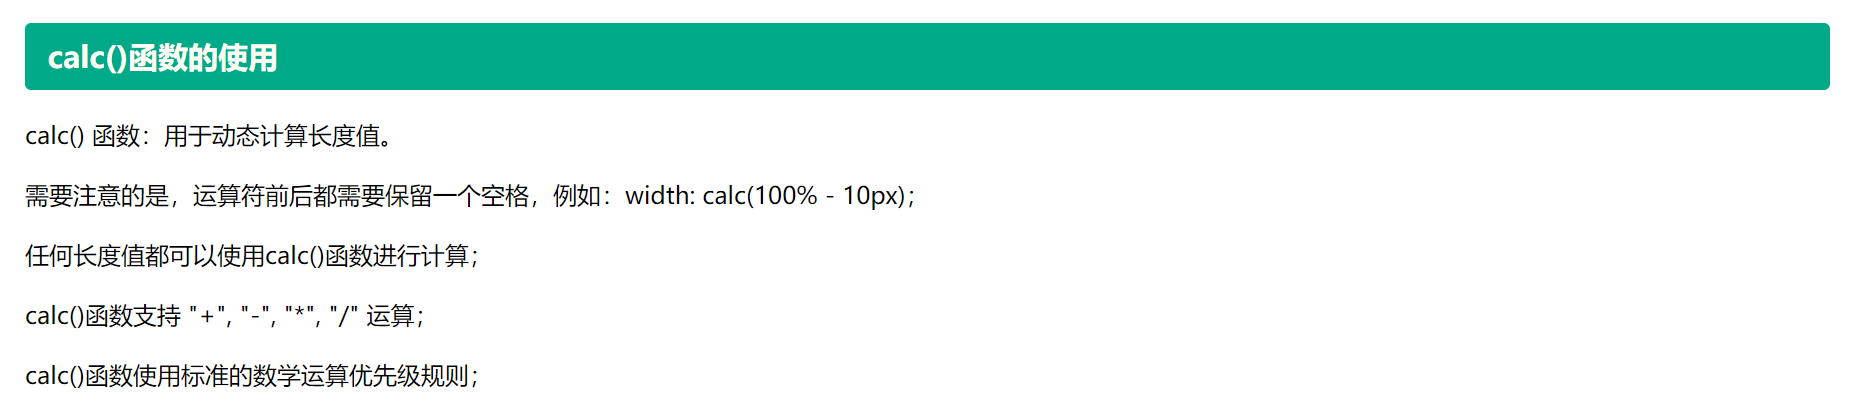 calc()函数的使用
calc() 函数：用于动态计算长度值。
需要注意的是，运算符前后都需要保留一个空格，例如：width: calc(100% - 10px)；
任何长度值都可以使用calc()函数进行计算；
calc()函数支持 "+", "-", "*", "/" 运算；
calc()函数使用标准的数学运算优先级规则；